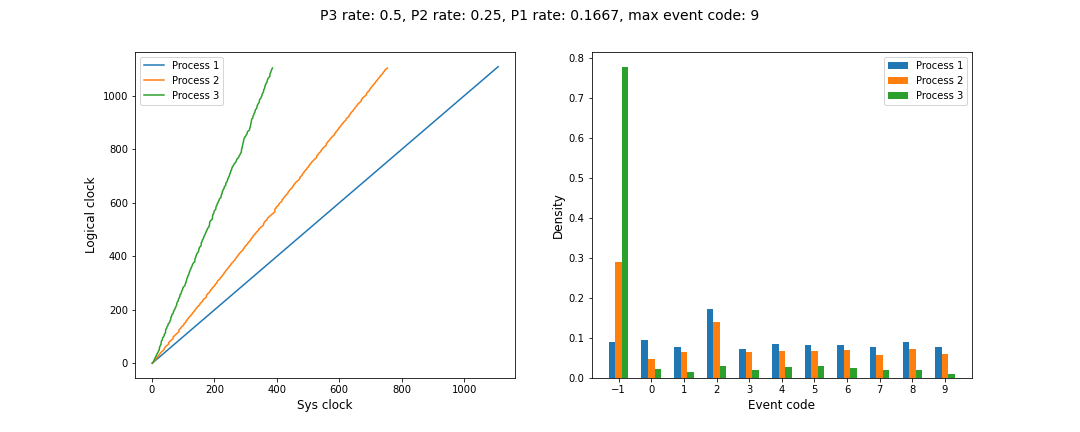 P3 rate: 0.5, P2 rate: 0.25, P1 rate: 0.1667, max event code: 9
Process 1
Process 2
Process 3
1000
800
600
400
200
0
Logical clock
0 200 400 600 800 1000
Sys clock
Process 1
Process 2
Process 3
0.8
0.7
0.6
0.5
0.4
0.3
0.2
0.1
0.0
Density
−1 0 1 2 3 4 5 6 7 8 9
Event code